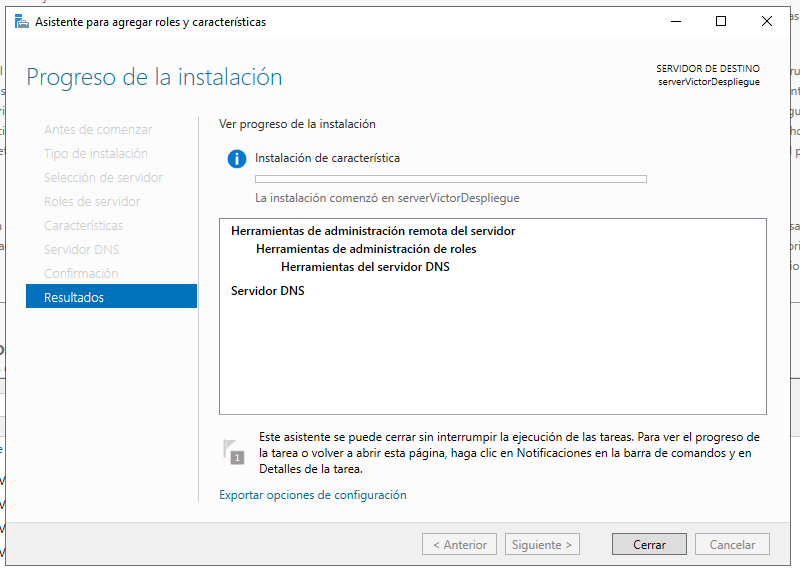 Asistente para agregar roles y características
Progreso de la instalación
SERVIDOR DE DESTINO
serverVictorDespliegue
Antes de comenzar
Tipo de instalación
Selección de servidor
Roles de servidor
Características
Servidor DNS
Confirmación
Resultados
Ver progreso de la instalación
Instalación de característica
La instalación comenzó en serverVictorDespliegue
Herramientas de administración remota del servidor
Herramientas de administración de roles
Herramientas del servidor DNS
Servidor DNS
1
Este asistente se puede cerrar sin interrumpir la ejecución de las tareas. Para ver el progreso de
la tarea o volver a abrir esta página, haga clic en Notificaciones en la barra de comandos y en
Detalles de la tarea.
Exportar opciones de configuración
< Anterior
Siguiente >
Cerrar
Cancelar